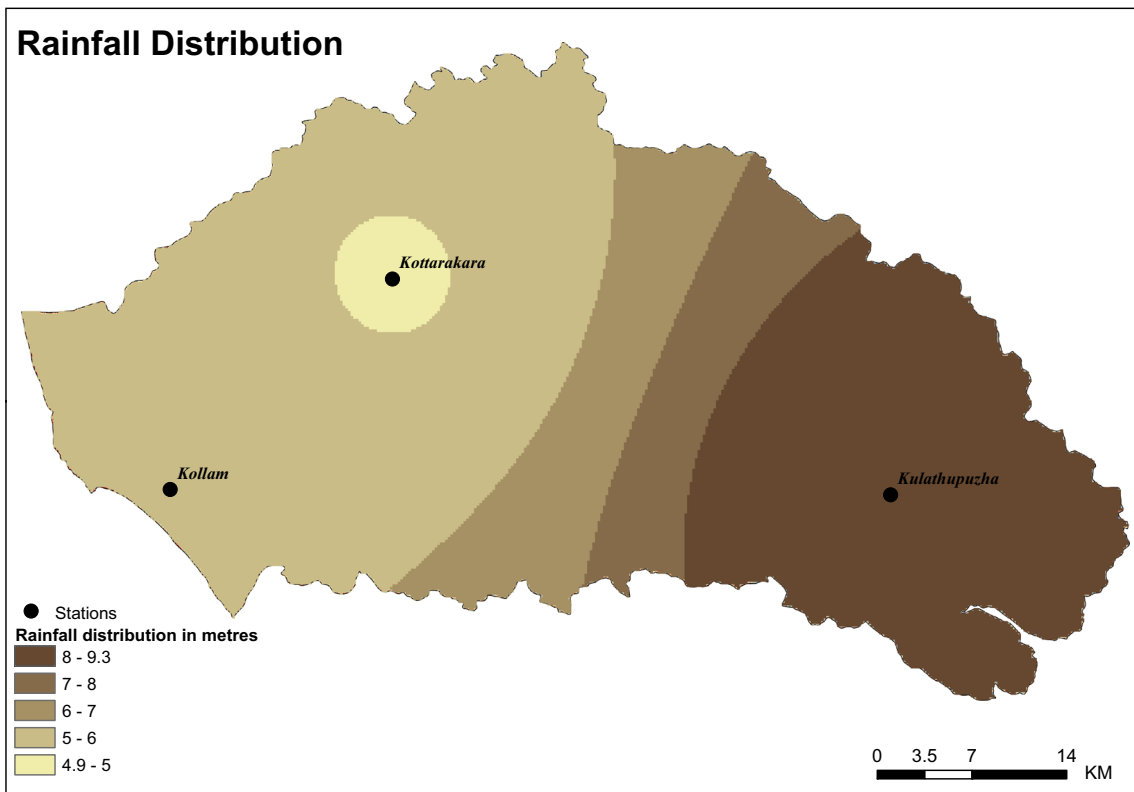 Rainfall Distribution
Kottarakara
Kollam
Kulathupuzha
Stations
Rainfall distribution in metres
8 - 9.3
7 - 8
6 - 7
5 - 6
4.9 - 5
0 3.5 7 14
KM